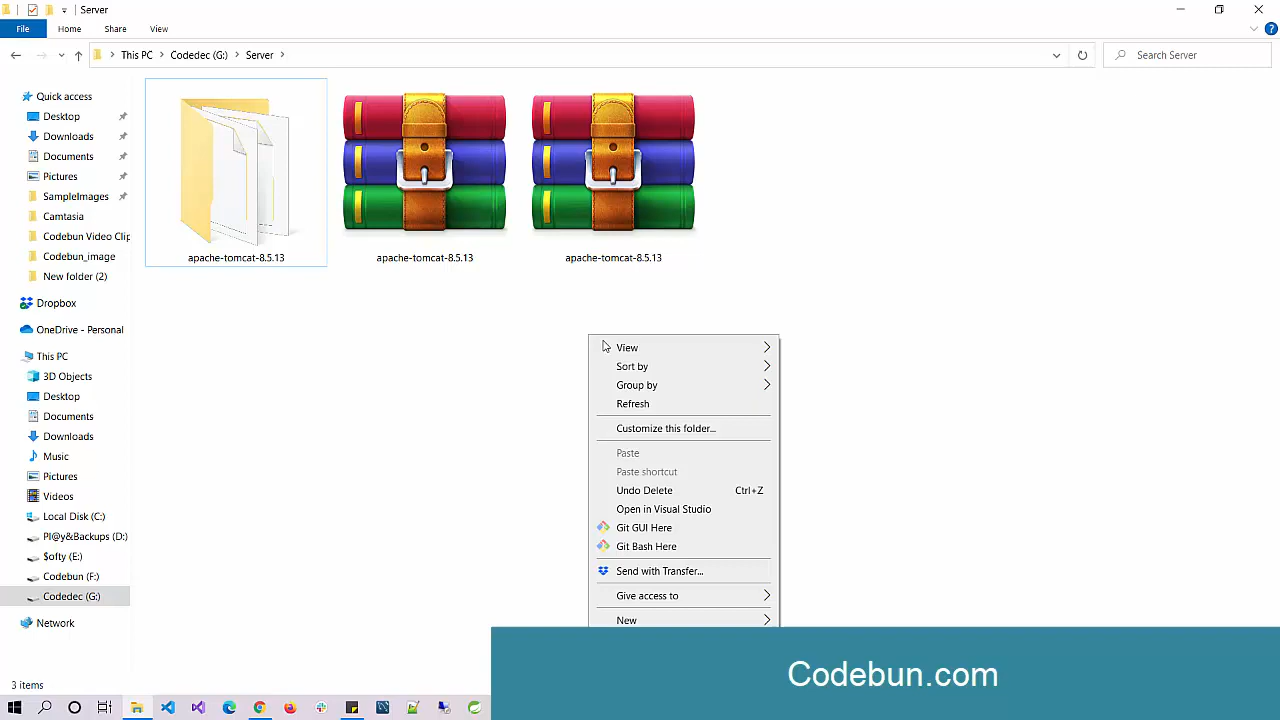 Server
File
Home
Share
View
This PC
Codedec (G:)
Server
Search Server
Quick access
Desktop
Downloads
Documents
Pictures
SampleImages
Camtasia
Codebun Video Clip
Codebun_image
New folder (2)
Dropbox
OneDrive - Personal
This PC
3D Objects
Desktop
Documents
Downloads
Music
Pictures
Videos
Local Disk (C:)
Pl@y&Backups (D:)
$ofty (E:)
Codebun (F:)
Codedec (G:)
Network
apache-tomcat-8.5.13
apache-tomcat-8.5.13
apache-tomcat-8.5.13
View
Sort by
Group by
Refresh
Customize this folder...
Paste
Paste shortcut
Undo Delete Ctrl+Z
Open in Visual Studio
Git GUI Here
Git Bash Here
Send with Transfer...
Give access to
New
3 items
Codebun.com